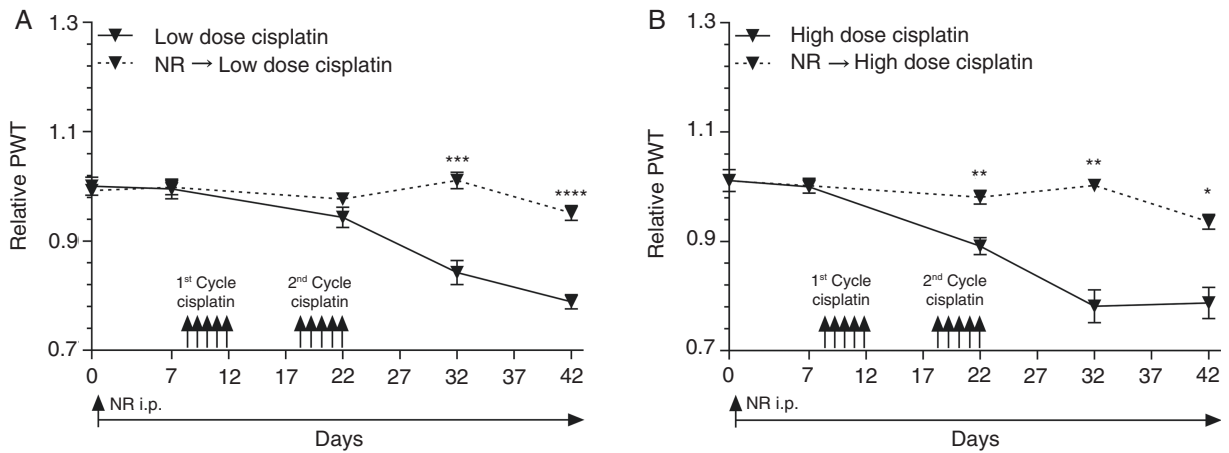 A
1.3
1.1
0.9
0.7
Relative PWT
Low dose cisplatin
NR → Low dose cisplatin
***
****
1st Cycle
cisplatin
2nd Cycle
cisplatin
0 7 12 17 22 27 32 37 42
NR i.p.
Days
B
1.3
1.1
0.9
0.7
Relative PWT
High dose cisplatin
NR → High dose cisplatin
**
**
*
1st Cycle
cisplatin
2nd Cycle
cisplatin
0 7 12 17 22 27 32 37 42
NR i.p.
Days